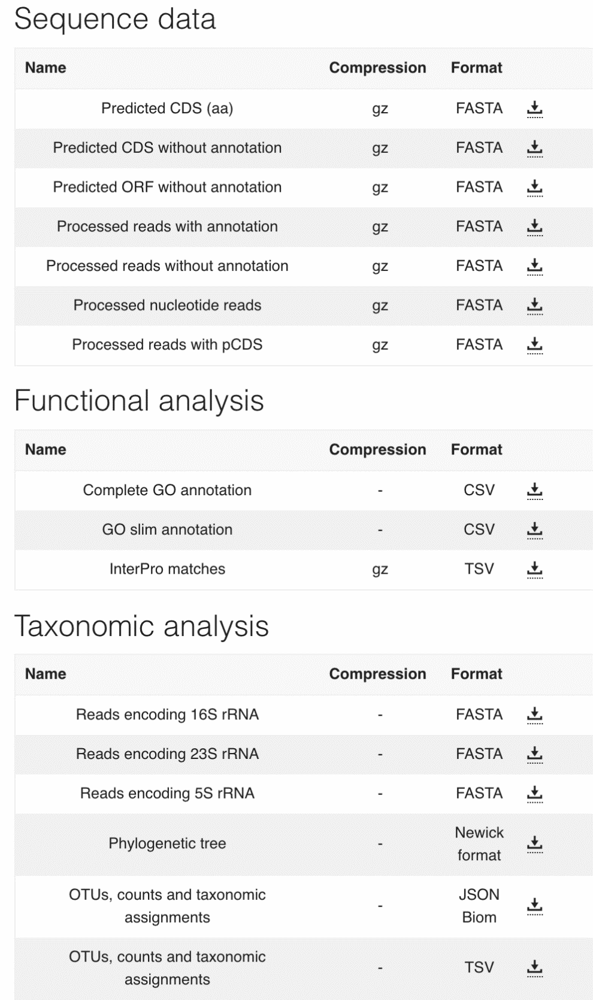 Sequence data
Name Compression Format
Predicted CDS (aa) gz FASTA
Predicted CDS without annotation gz FASTA
Predicted ORF without annotation gz FASTA
Processed reads with annotation gz FASTA
Processed reads without annotation gz FASTA
Processed nucleotide reads gz FASTA
Processed reads with pCDS gz FASTA
Functional analysis
Name Compression Format
Complete GO annotation - CSV
GO slim annotation - CSV
InterPro matches gz TSV
Taxonomic analysis
Name Compression Format
Reads encoding 16S rRNA - FASTA
Reads encoding 23S rRNA - FASTA
Reads encoding 5S rRNA - FASTA
Phylogenetic tree - Newick
format
OTUs, counts and taxonomic JSON
assignments - Biom
OTUs, counts and taxonomic
assignments - TSV